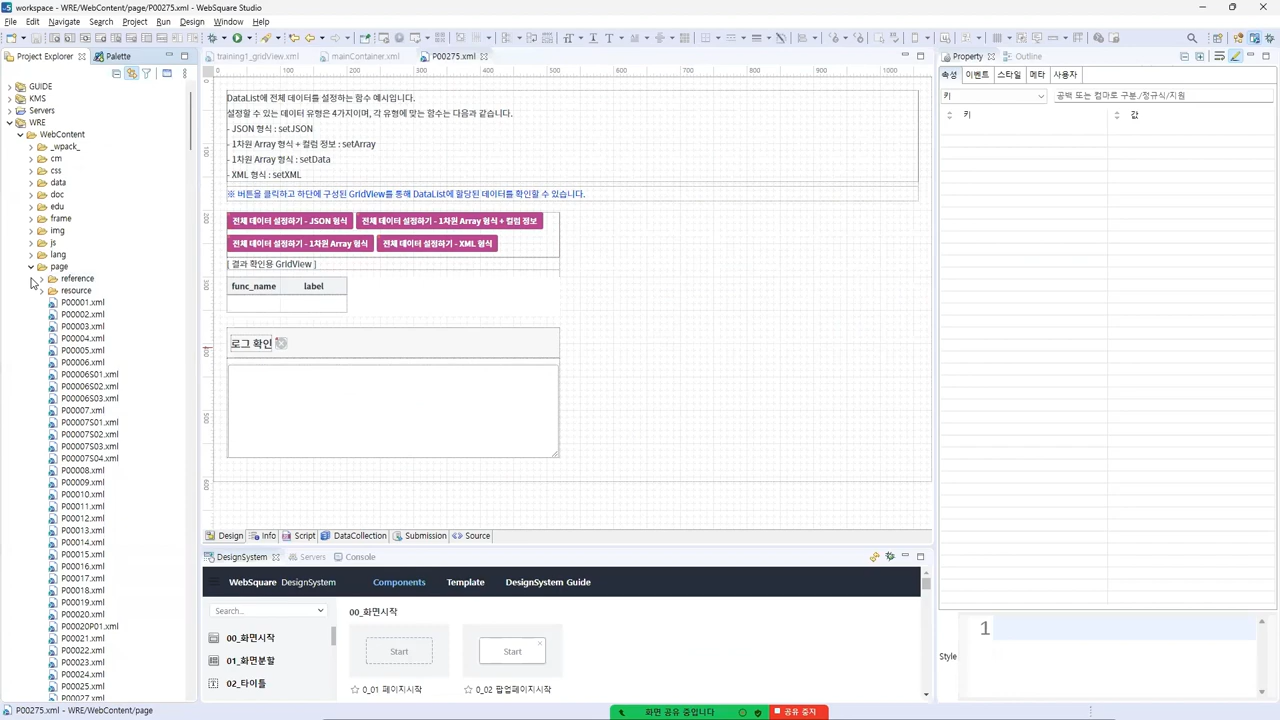 workspace - WRE/WebContent/page/P00275.xml - WebSquare Studio
File Edit Navigate Search Project Run Design Window Help
Project Explorer Palette
training1_gridView.xml mainContainer.xml P00275.xml
Property Outline
GUIDE
KMS
Servers
WRE
WebContent
_wpack_
cm
css
data
doc
edu
frame
img
js
lang
page
reference
resource
P00001.xml
P00002.xml
P00003.xml
P00004.xml
P00005.xml
P00006.xml
P00006S01.xml
P00006S02.xml
P00006S03.xml
P00007.xml
P00007S01.xml
P00007S02.xml
P00007S03.xml
P00007S04.xml
P00008.xml
P00009.xml
P00010.xml
P00011.xml
P00012.xml
P00013.xml
P00014.xml
P00015.xml
P00016.xml
P00017.xml
P00018.xml
P00019.xml
P00020.xml
P00020P01.xml
P00021.xml
P00022.xml
P00023.xml
P00024.xml
P00025.xml
P00027.xml
0 100 200 300 400 500 600 700 800 900 1000
100
200
300
400
500
600
DataList에 전체 데이터를 설정하는 함수 예시입니다.
설정할 수 있는 데이터 유형은 4가지이며, 각 유형에 맞는 함수는 다음과 같습니다.
- JSON 형식 : setJSON
- 1차원 Array 형식 + 컬럼 정보 : setArray
- 1차원 Array 형식 : setData
- XML 형식 : setXML
※ 버튼을 클릭하고 하단에 구성된 GridView를 통해 DataList에 할당된 데이터를 확인할 수 있습니다.
전체 데이터 설정하기 - JSON 형식 전체 데이터 설정하기 - 1차원 Array 형식 + 컬럼 정보
전체 데이터 설정하기 - 1차원 Array 형식 전체 데이터 설정하기 - XML 형식
[ 결과 확인용 GridView ]
func_name label
로그 확인
Design Info Script DataCollection Submission Source
DesignSystem Servers Console
WebSquare DesignSystem Components Template DesignSystem Guide
Search...
00_화면시작
01_화면분할
02_타이틀
00_화면시작
Start Start
0_01 페이지시작 0_02 팝업페이지시작
속성 이벤트 스타일 메타 사용자
키 공백 또는 컴마로 구분./정규식/지원
키 값
1
Style
P00275.xml - WRE/WebContent/page
화면 공유 중입니다 공유 중지